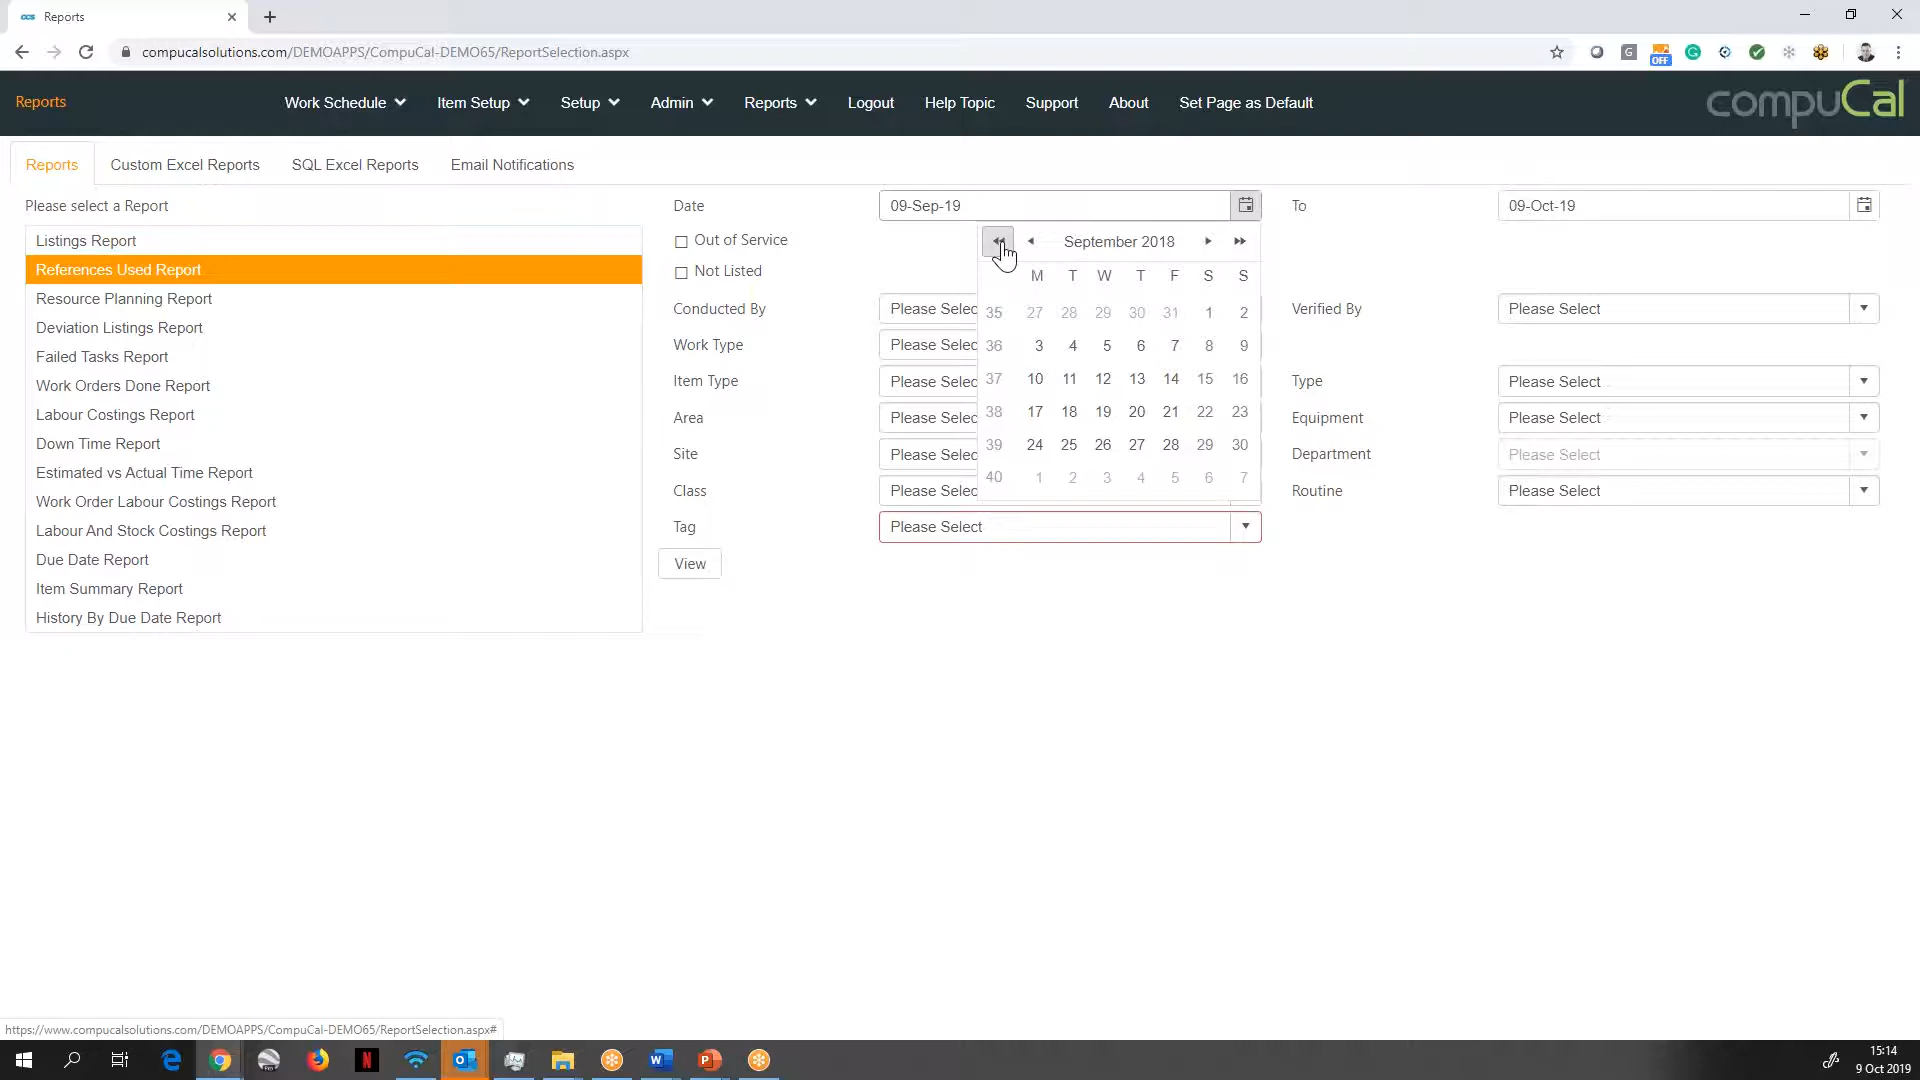 Reports
compucalsolutions.com/DEMOAPPS/CompuCal-DEMO65/ReportSelection.aspx
OFF
Reports
Work Schedule
Item Setup
Setup
Admin
Reports
Logout
Help Topic
Support
About
Set Page as Default
compuCal
Reports
Custom Excel Reports
SQL Excel Reports
Email Notifications
Please select a Report
Listings Report
References Used Report
Resource Planning Report
Deviation Listings Report
Failed Tasks Report
Work Orders Done Report
Labour Costings Report
Down Time Report
Estimated vs Actual Time Report
Work Order Labour Costings Report
Labour And Stock Costings Report
Due Date Report
Item Summary Report
History By Due Date Report
Date
09-Sep-19
To
09-Oct-19
Out of Service
Not Listed
September 2018
M T W T F S S
35 27 28 29 30 31 1 2
36 3 4 5 6 7 8 9
37 10 11 12 13 14 15 16
38 17 18 19 20 21 22 23
39 24 25 26 27 28 29 30
40 1 2 3 4 5 6 7
Conducted By
Please Selec
Verified By
Please Select
Work Type
Please Selec
Item Type
Please Selec
Type
Please Select
Area
Please Selec
Equipment
Please Select
Site
Please Selec
Department
Please Select
Class
Please Selec
Routine
Please Select
Tag
Please Select
View
https://www.compucalsolutions.com/DEMOAPPS/CompuCal-DEMO65/ReportSelection.aspx#
15:14
9 Oct 2019